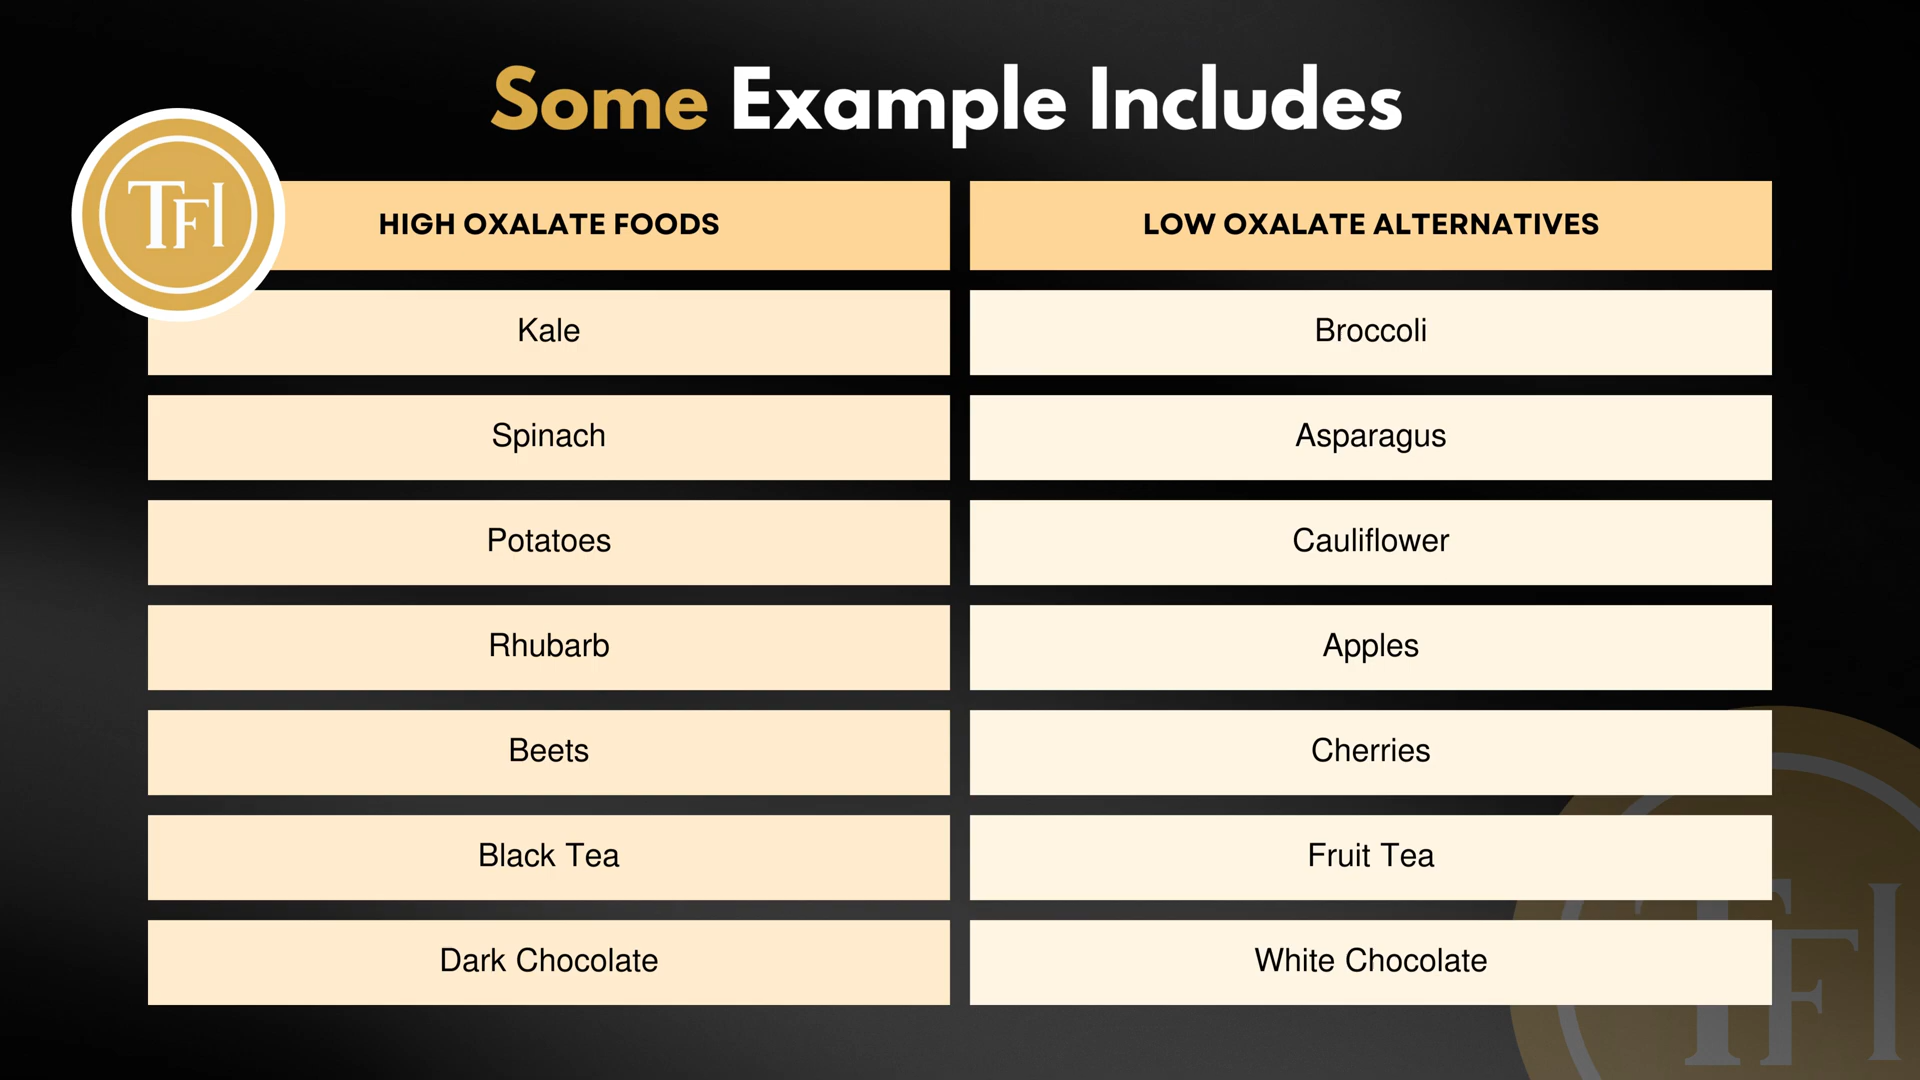 Some Example Includes
TFI
HIGH OXALATE FOODS LOW OXALATE ALTERNATIVES
Kale Broccoli
Spinach Asparagus
Potatoes Cauliflower
Rhubarb Apples
Beets Cherries
Black Tea Fruit Tea
Dark Chocolate White Chocolate
TFI